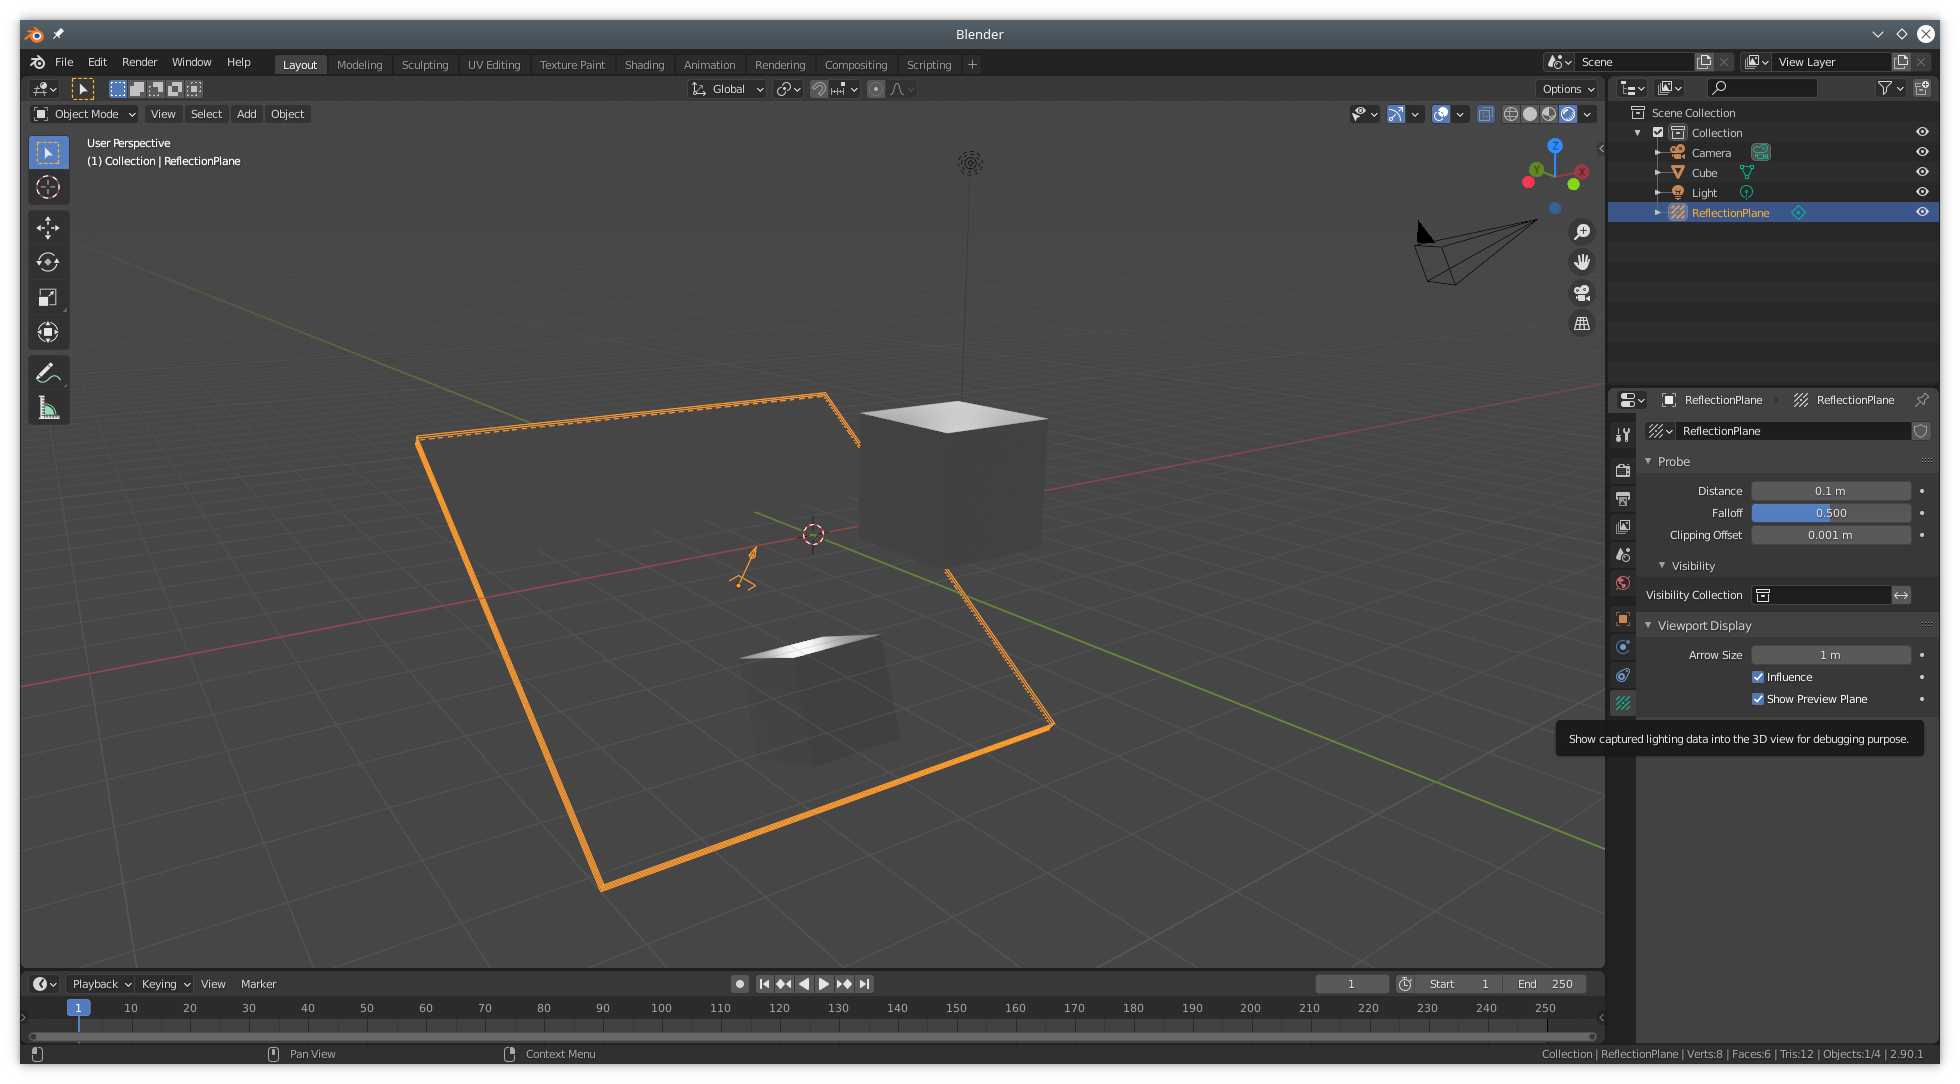 Blender
File Edit Render Window Help Layout Modeling Sculpting UV Editing Texture Paint Shading Animation Rendering Compositing Scripting + Scene View Layer
Global Options
Object Mode View Select Add Object
User Perspective
(1) Collection | ReflectionPlane
Z
Y
X
Scene Collection
Collection
Camera
Cube
Light
ReflectionPlane
ReflectionPlane ReflectionPlane
ReflectionPlane
Probe
Distance 0.1 m
Falloff 0.500
Clipping Offset 0.001 m
Visibility
Visibility Collection
Viewport Display
Arrow Size 1 m
Influence
Show Preview Plane
Show captured lighting data into the 3D view for debugging purpose.
Playback Keying View Marker 1 Start 1 End 250
1 10 20 30 40 50 60 70 80 90 100 110 120 130 140 150 160 170 180 190 200 210 220 230 240 250
Pan View Context Menu Collection | ReflectionPlane | Verts:8 | Faces:6 | Tris:12 | Objects:1/4 | 2.90.1